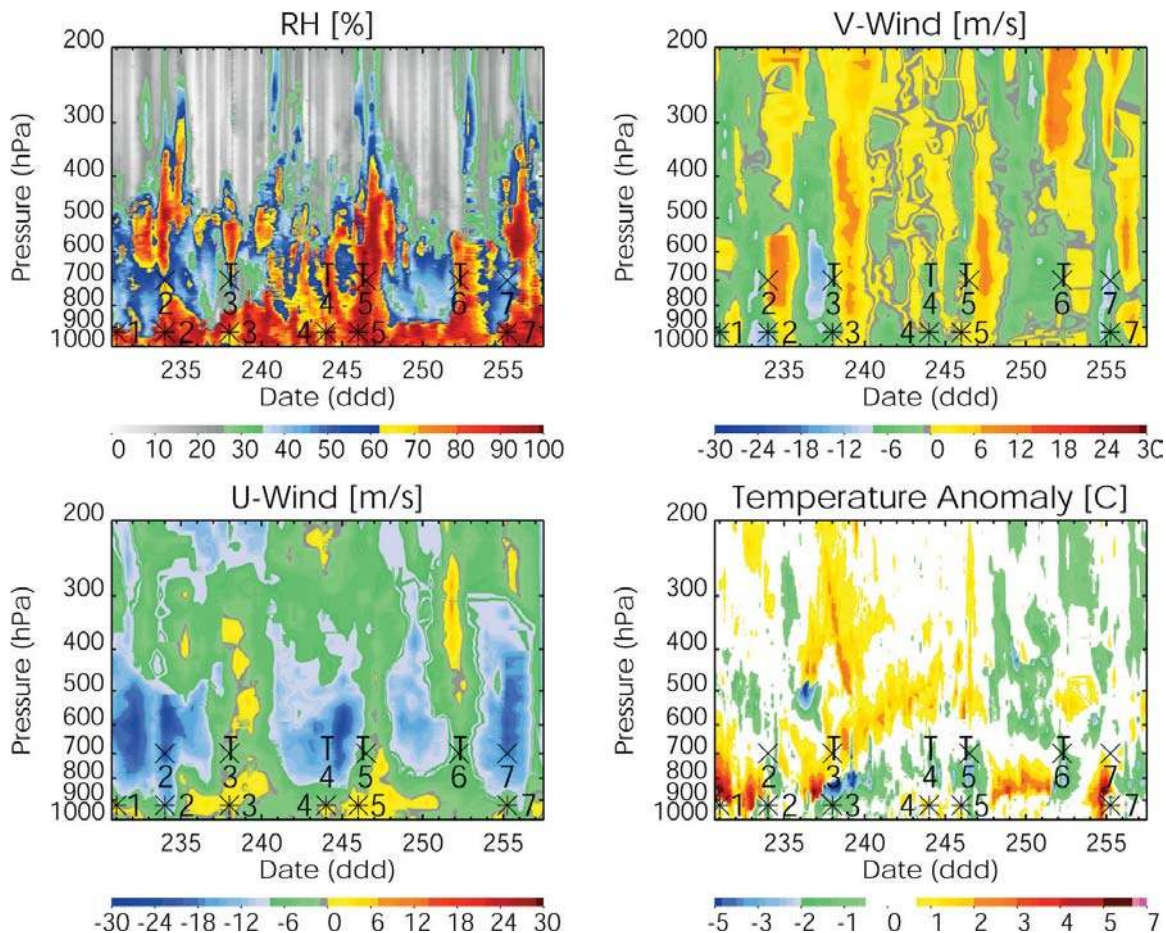 RH [%]
200
300
400
500
600
700
800
900
1000
Pressure (hPa)
T T T T
2 3 4 5 6 7
1 2 3 4 5 7
235 240 245 250 255
Date (ddd)
0 10 20 30 40 50 60 70 80 90 100
V-Wind [m/s]
200
300
400
500
600
700
800
900
1000
Pressure (hPa)
T T T T
2 3 4 5 6 7
1 2 3 4 5 7
235 240 245 250 255
Date (ddd)
-30 -24 -18 -12 -6 0 6 12 18 24 30
U-Wind [m/s]
200
300
400
500
600
700
800
900
1000
Pressure (hPa)
T T T T
2 3 4 5 6 7
1 2 3 4 5 7
235 240 245 250 255
Date (ddd)
-30 -24 -18 -12 -6 0 6 12 18 24 30
Temperature Anomaly [C]
200
300
400
500
600
700
800
900
1000
Pressure (hPa)
T T T T
2 3 4 5 6 7
1 2 3 4 5 7
235 240 245 250 255
Date (ddd)
-5 -3 -2 -1 0 1 2 3 4 5 7